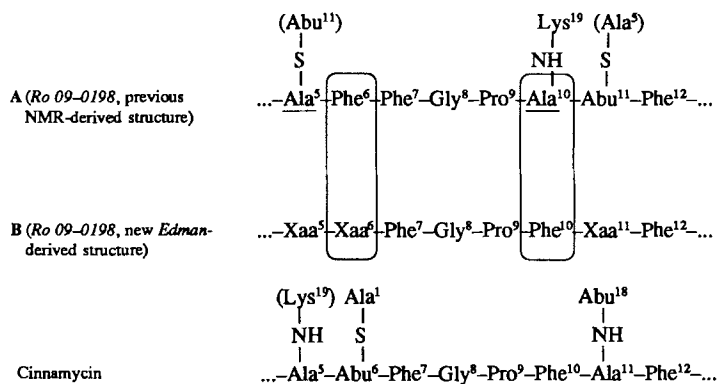 (Abu¹¹) Lys¹⁹ (Ala⁵)
S NH S
A (Ro 09–0198, previous NMR-derived structure) ...–Ala⁵–Phe⁶–Phe⁷–Gly⁸–Pro⁹–Ala¹⁰–Abu¹¹–Phe¹²–...
B (Ro 09–0198, new Edman-derived structure) ...–Xaa⁵–Xaa⁶–Phe⁷–Gly⁸–Pro⁹–Phe¹⁰–Xaa¹¹–Phe¹²–...
(Lys¹⁹) Ala¹ Abu¹⁸
NH S NH
Cinnamycin ...–Ala⁵–Abu⁶–Phe⁷–Gly⁸–Pro⁹–Phe¹⁰–Ala¹¹–Phe¹²–...